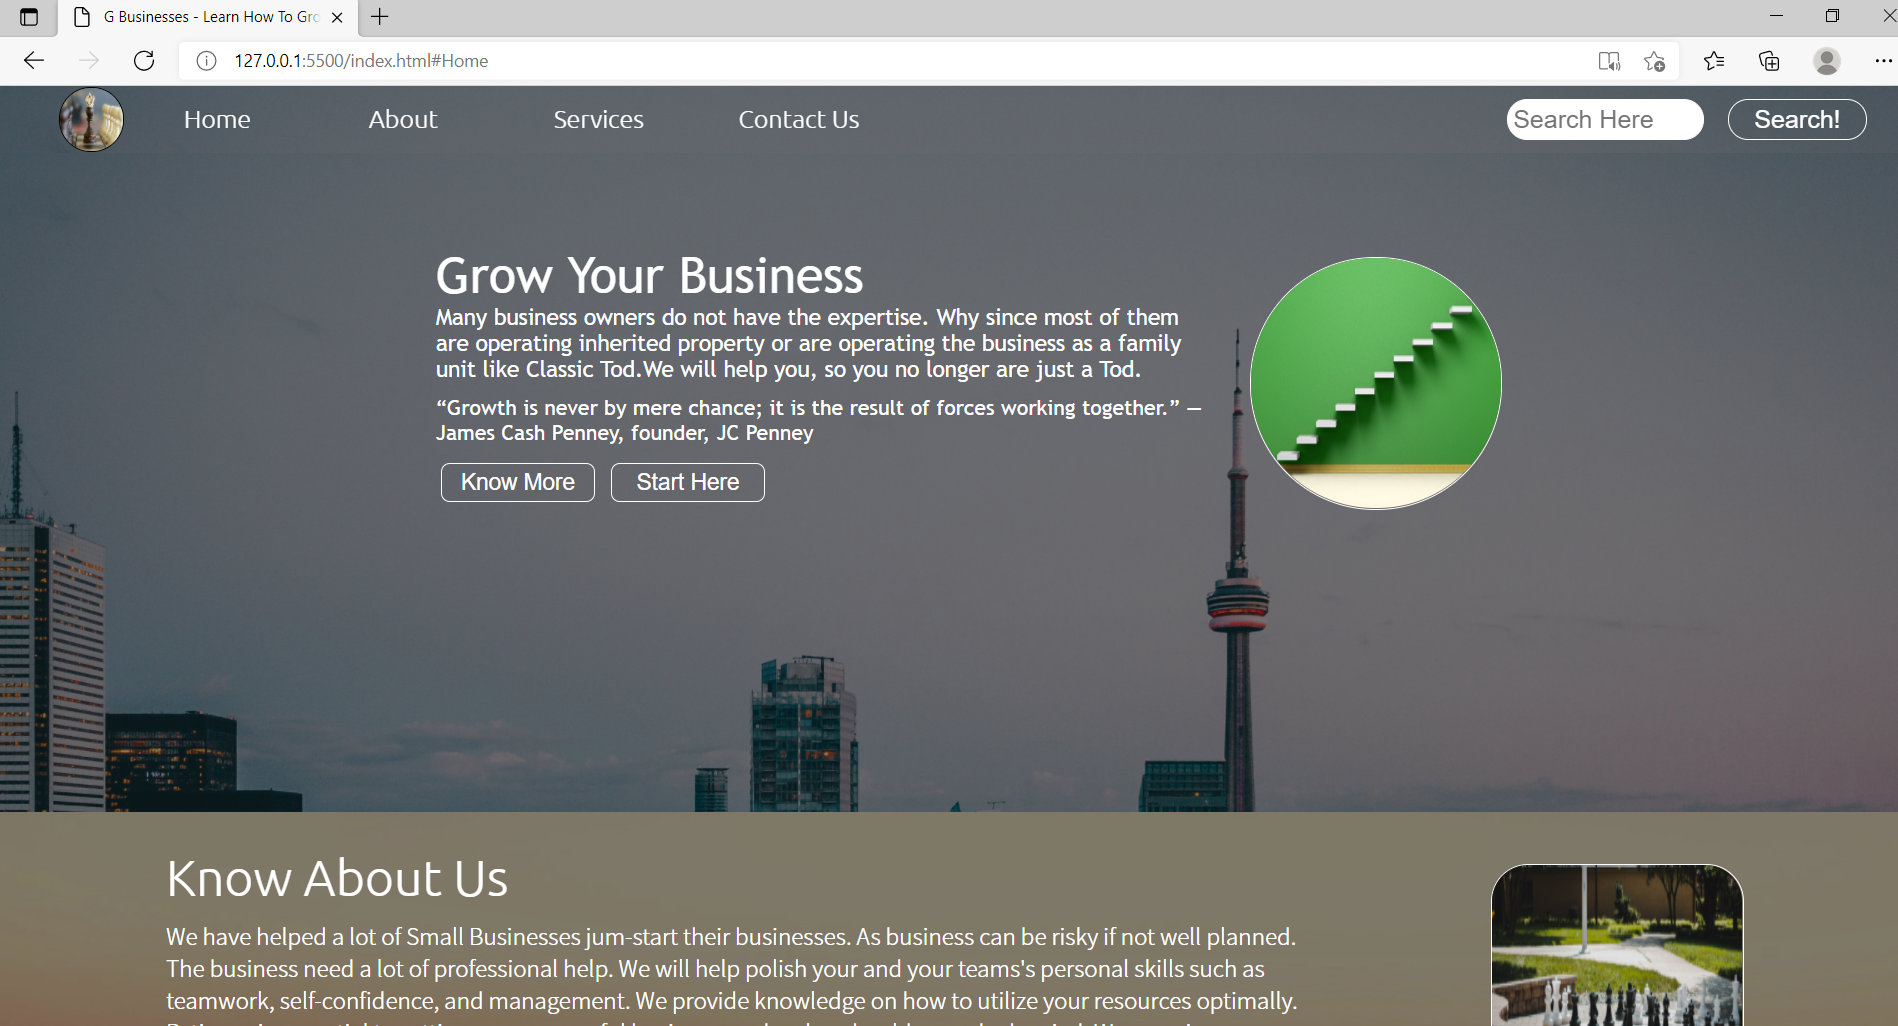 G Businesses - Learn How To Gro
127.0.0.1:5500/index.html#Home
Home About Services Contact Us Search Here Search!
Grow Your Business
Many business owners do not have the expertise. Why since most of them
are operating inherited property or are operating the business as a family
unit like Classic Tod.We will help you, so you no longer are just a Tod.
“Growth is never by mere chance; it is the result of forces working together.” —
James Cash Penney, founder, JC Penney
Know More Start Here
Know About Us
We have helped a lot of Small Businesses jum-start their businesses. As business can be risky if not well planned.
The business need a lot of professional help. We will help polish your and your teams's personal skills such as
teamwork, self-confidence, and management. We provide knowledge on how to utilize your resources optimally.